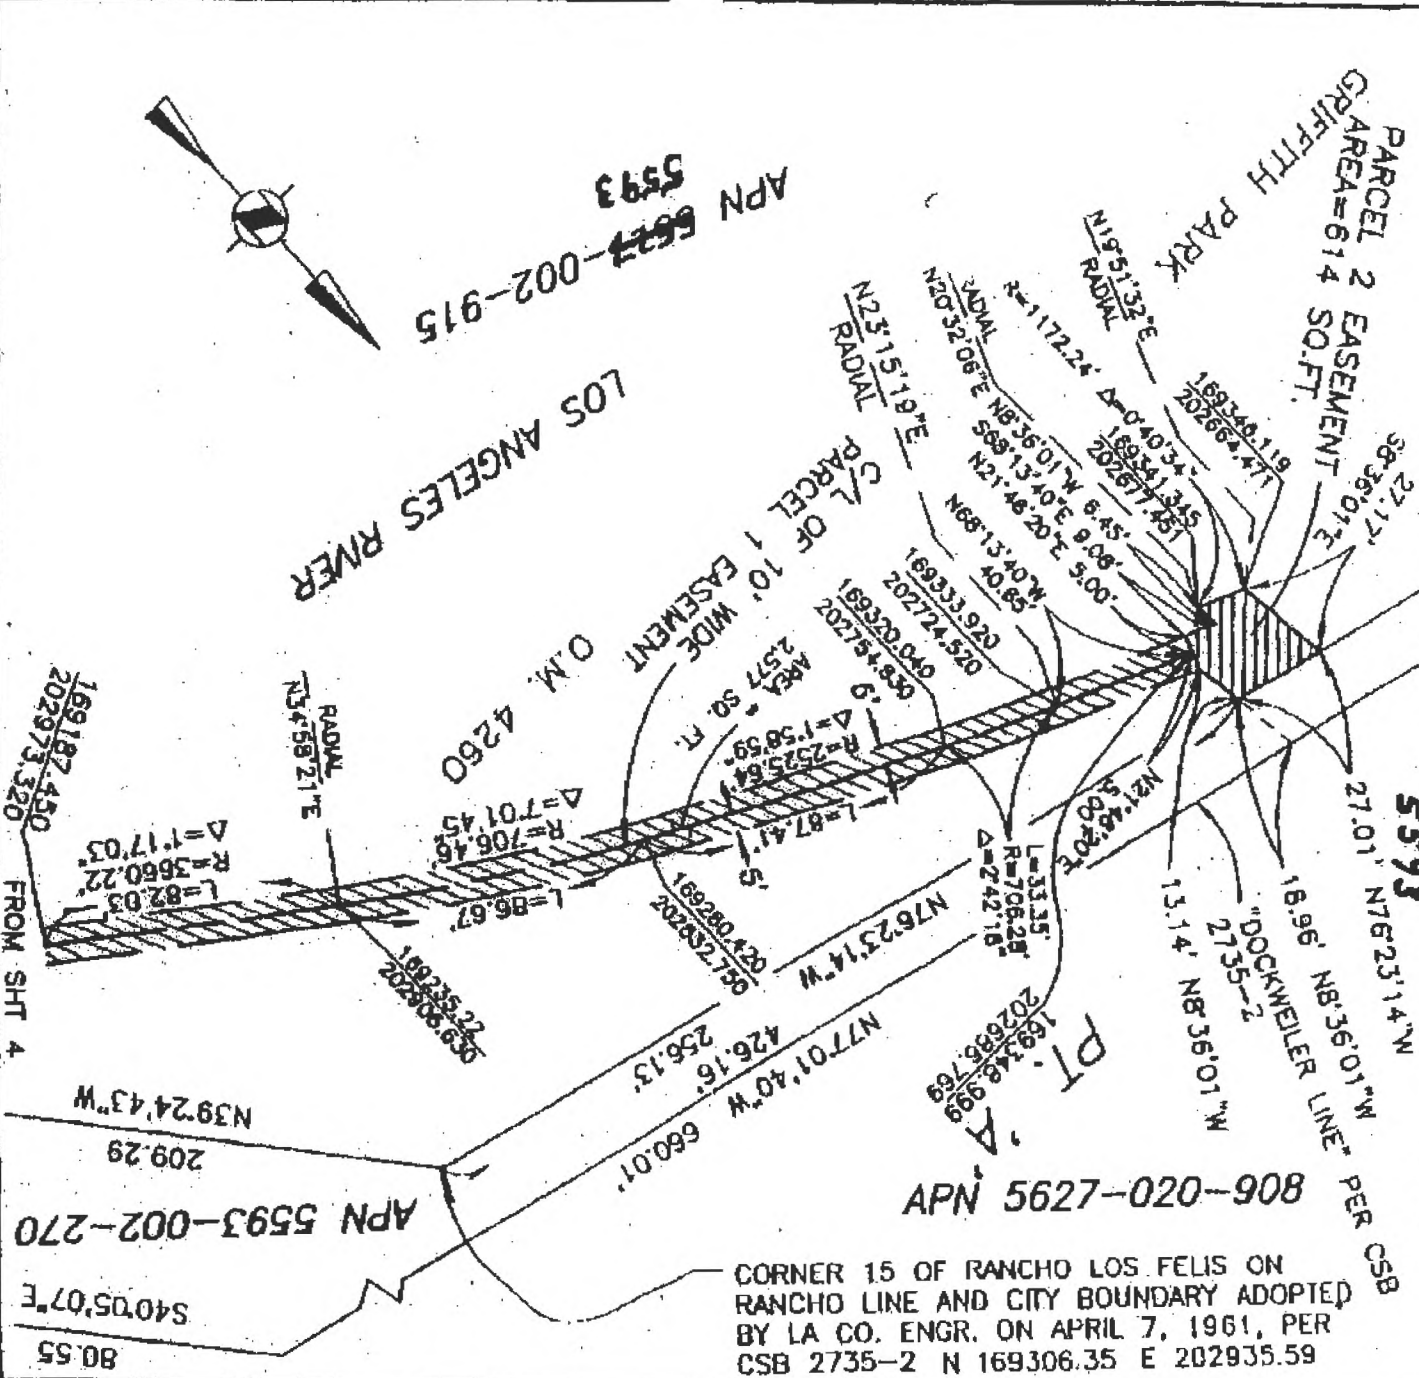 PARCEL 2 EASEMENT
AREA=614 SQ.FT.
GRIFFITH PARK
APN 5627-002-915
5593
LOS ANGELES RIVER
N19°51'32"E
RADIAL
R=1172.24' Δ=0°40'34"
RADIAL
N20°32'06"E
N8°36'01"W 6.45'
S68°13'40"E 9.08'
N21°46'20"E 5.00'
N23°15'19"E
RADIAL
N68°13'40"W
40.85'
169346.119
202664.471
169341.345
202677.451
27.17'
S8°36'01"E
169333.920
202724.520
169320.040
202754.830
C/L OF 10' WIDE
PARCEL 1 EASEMENT
AREA = 2,577 SQ. FT.
O.M. 4260
6'
5'
R=2525.64'
Δ=1°58'59"
L=87.41'
Δ=7°01'45"
R=706.46'
L=86.67'
RADIAL
N34°58'21"E
169187.450
202973.320
Δ=1°17'03"
R=3660.22'
L=82.03'
FROM SHT 4
169235.22
202906.630
169280.420
202832.750
L=33.35'
R=706.28'
Δ=2°42'18"
N21°46'20"E
5.00'
27.01' N76°23'14"W
18.96' N8°36'01"W
"DOCKWEILER LINE" PER CSB
2735-2
13.14' N8°36'01"W
5593
169348.999
202686.769
PT. 'A'
N76°23'14"W
256.13'
426.16'
N77°01'40"W
660.01'
N39°24'43"W
209.29
APN 5593-002-270
S40°05'07"E
80.55
APN 5627-020-908
CORNER 15 OF RANCHO LOS FELIS ON
RANCHO LINE AND CITY BOUNDARY ADOPTED
BY LA CO. ENGR. ON APRIL 7, 1961, PER
CSB 2735-2 N 169306.35 E 202935.59